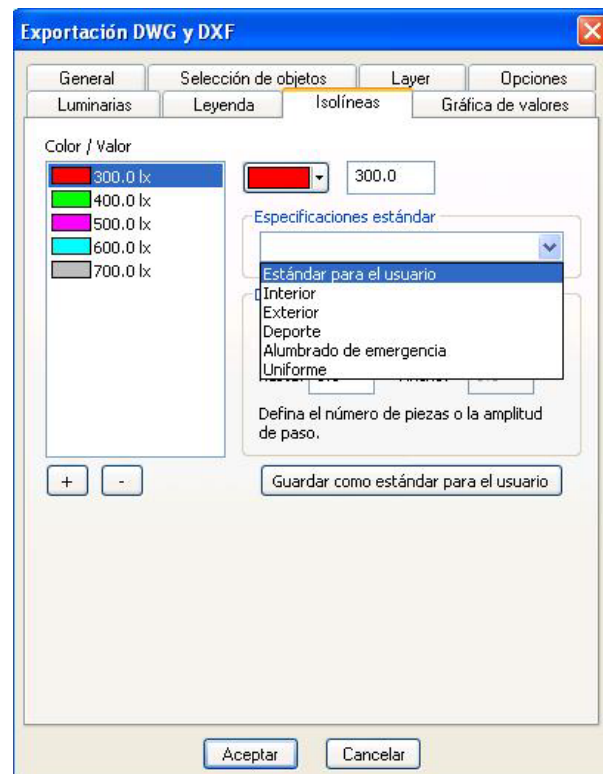 Exportación DWG y DXF
General Selección de objetos Layer Opciones
Luminarias Leyenda Isolíneas Gráfica de valores
Color / Valor
300.0 lx
400.0 lx
500.0 lx
600.0 lx
700.0 lx
300.0
Especificaciones estándar
Estándar para el usuario
Interior
Exterior
Deporte
Alumbrado de emergencia
Uniforme
Defina el número de piezas o la amplitud
de paso.
+ -
Guardar como estándar para el usuario
Aceptar Cancelar